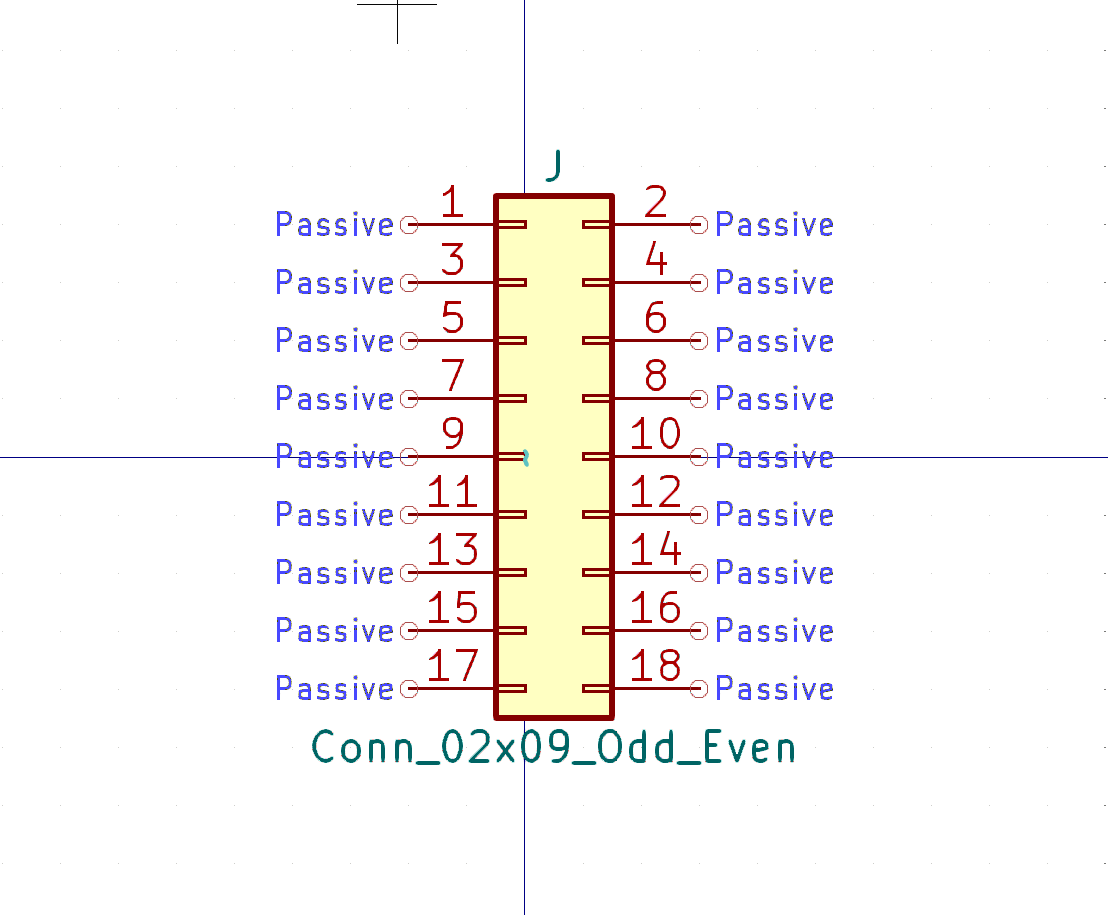 J
Passive 1 2 Passive
Passive 3 4 Passive
Passive 5 6 Passive
Passive 7 8 Passive
Passive 9 10 Passive
Passive 11 12 Passive
Passive 13 14 Passive
Passive 15 16 Passive
Passive 17 18 Passive
Conn_02x09_Odd_Even